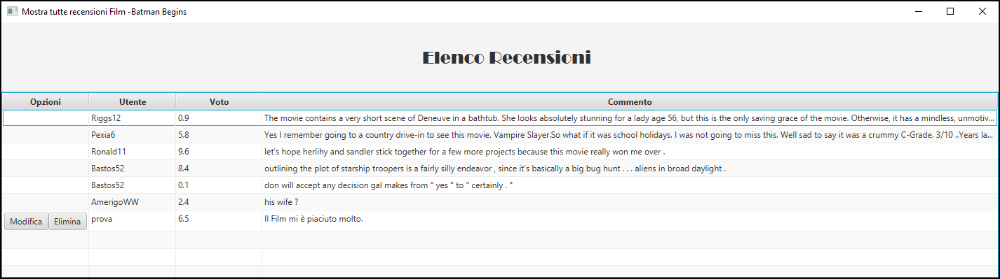 Mostra tutte recensioni Film -Batman Begins
Elenco Recensioni
Opzioni Utente Voto Commento
Riggs12 0.9 The movie contains a very short scene of Deneuve in a bathtub. She looks absolutely stunning for a lady age 56, but this is the only saving grace of the movie. Otherwise, it has a mindless, unmotiv...
Pexia6 5.8 Yes I remember going to a country drive-in to see this movie. Vampire Slayer.So what if it was school holidays. I was not going to miss this. Well sad to say it was a crummy C-Grade. 3/10 ..Years la...
Ronald11 9.6 let's hope herlihy and sandler stick together for a few more projects because this movie really won me over .
Bastos52 8.4 outlining the plot of starship troopers is a fairly silly endeavor , since it's basically a big bug hunt . . . aliens in broad daylight .
Bastos52 0.1 don will accept any decision gal makes from " yes " to " certainly . "
AmerigoWW 2.4 his wife ?
Modifica Elimina prova 6.5 Il Film mi è piaciuto molto.